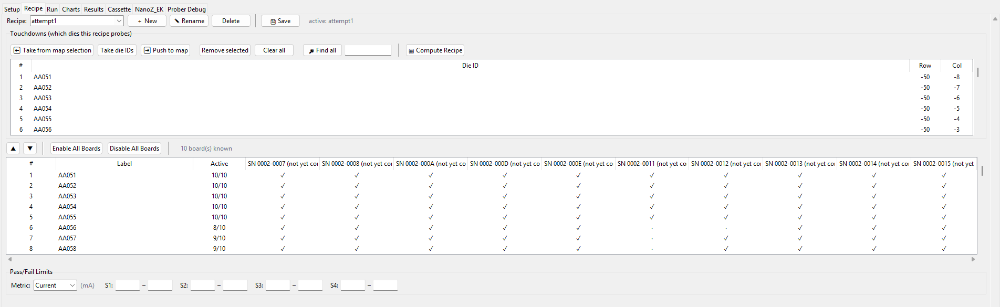 Setup Recipe Run Charts Results Cassette NanoZ_EK Prober Debug
Recipe: attempt1 + New Rename Delete Save active: attempt1
Touchdowns (which dies this recipe probes)
Take from map selection Take die IDs Push to map Remove selected Clear all Find all Compute Recipe
# Die ID Row Col
1 AA051 -50 -8
2 AA052 -50 -7
3 AA053 -50 -6
4 AA054 -50 -5
5 AA055 -50 -4
6 AA056 -50 -3
▲ ▼ Enable All Boards Disable All Boards 10 board(s) known
# Label Active SN 0002-0007 (not yet co SN 0002-0008 (not yet co SN 0002-000A (not yet co SN 0002-000D (not yet co SN 0002-000E (not yet co SN 0002-0011 (not yet co SN 0002-0012 (not yet co SN 0002-0013 (not yet co SN 0002-0014 (not yet co SN 0002-0015 (not yet
1 AA051 10/10 ✓ ✓ ✓ ✓ ✓ ✓ ✓ ✓ ✓ ✓
2 AA052 10/10 ✓ ✓ ✓ ✓ ✓ ✓ ✓ ✓ ✓ ✓
3 AA053 10/10 ✓ ✓ ✓ ✓ ✓ ✓ ✓ ✓ ✓ ✓
4 AA054 10/10 ✓ ✓ ✓ ✓ ✓ ✓ ✓ ✓ ✓ ✓
5 AA055 10/10 ✓ ✓ ✓ ✓ ✓ ✓ ✓ ✓ ✓ ✓
6 AA056 8/10 ✓ ✓ ✓ ✓ ✓ · · ✓ ✓ ✓
7 AA057 9/10 ✓ ✓ ✓ ✓ ✓ · ✓ ✓ ✓ ✓
8 AA058 9/10 ✓ ✓ ✓ ✓ ✓ · ✓ ✓ ✓ ✓
Pass/Fail Limits
Metric: Current (mA) S1: – S2: – S3: – S4: –